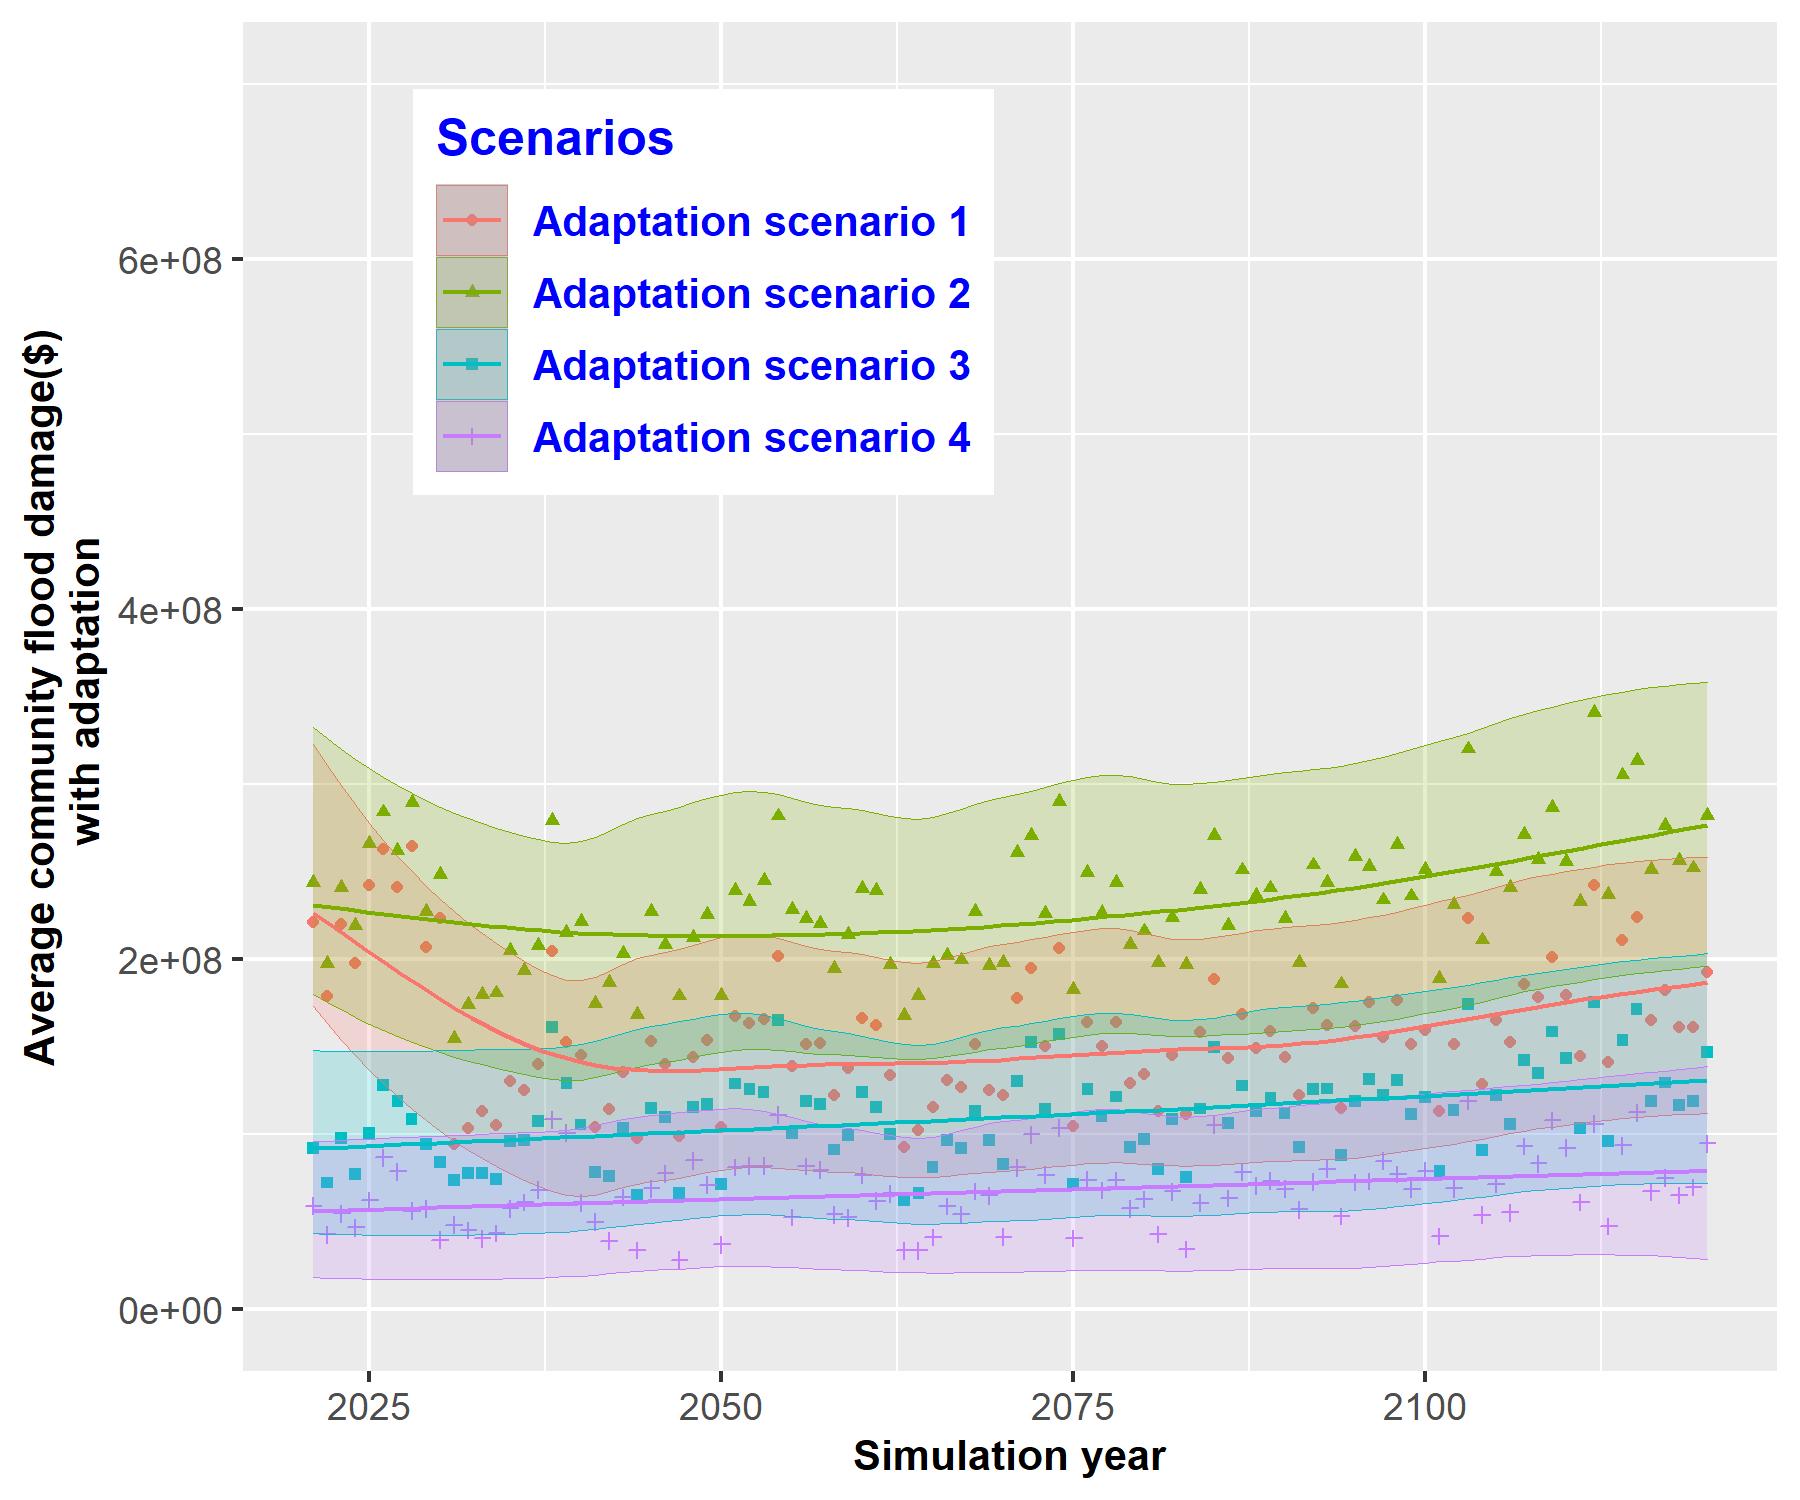 Scenarios
Adaptation scenario 1
Adaptation scenario 2
Adaptation scenario 3
Adaptation scenario 4
Average community flood damage($)
with adaptation
6e+08
4e+08
2e+08
0e+00
2025
2050
2075
2100
Simulation year